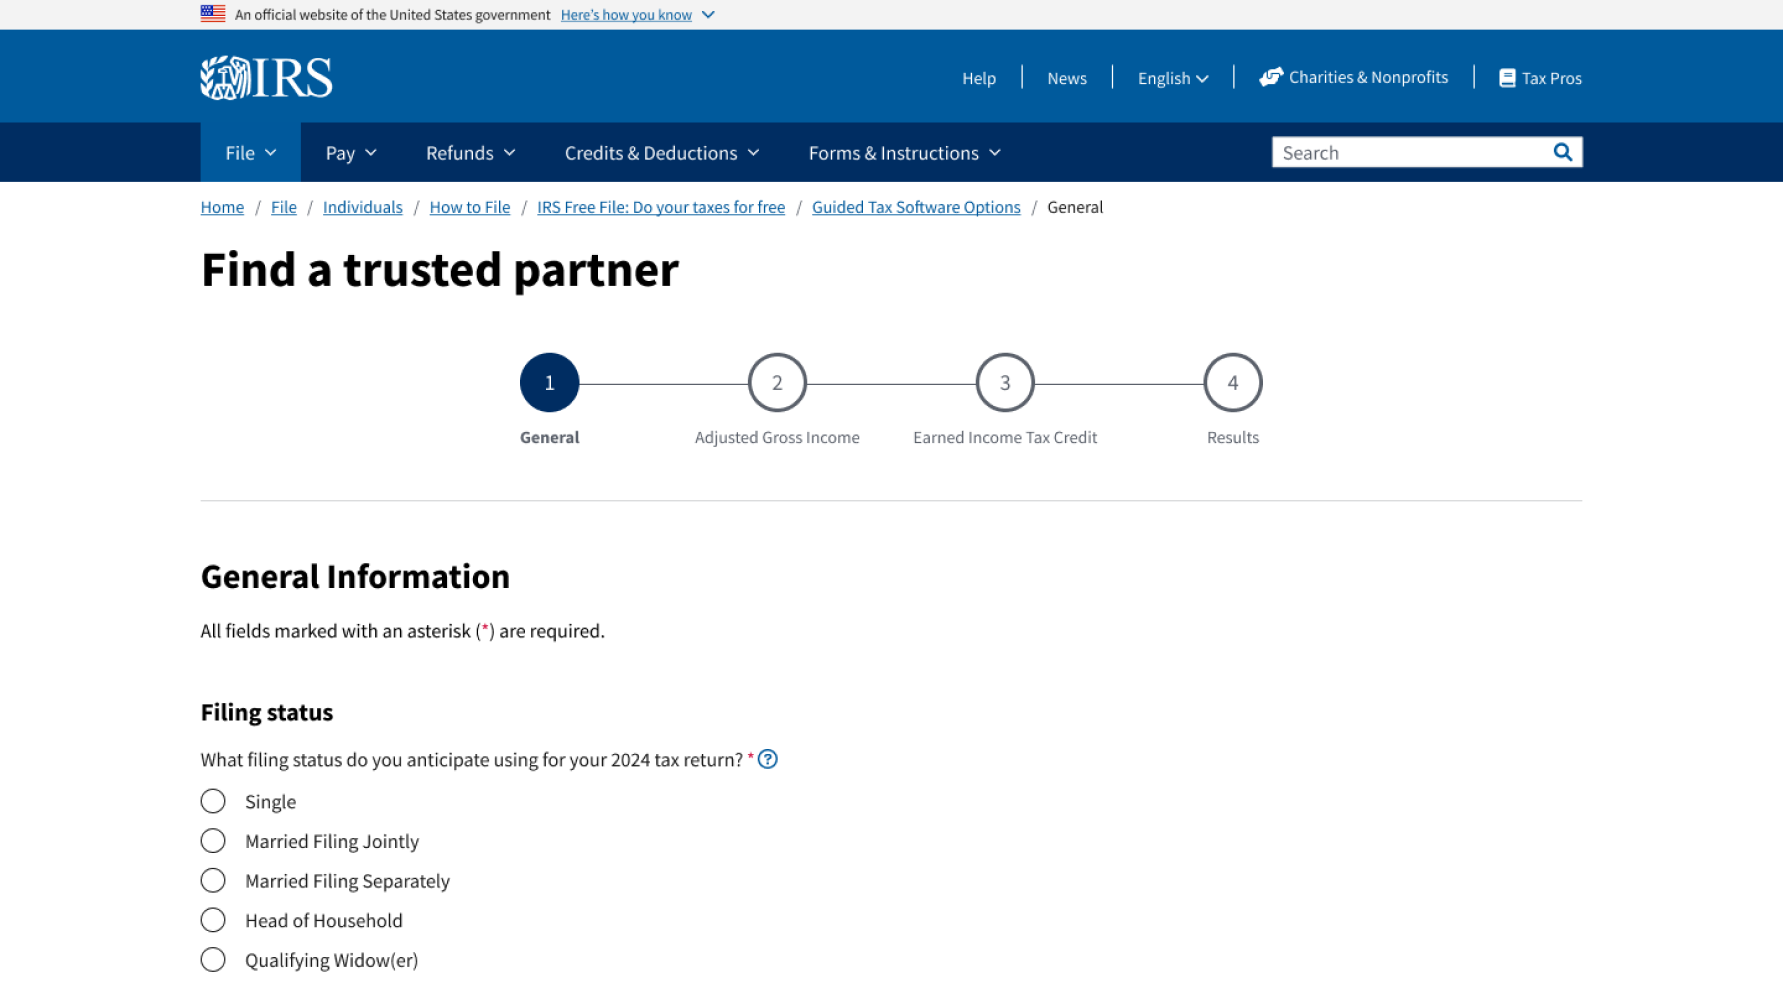 An official website of the United States government Here's how you know
IRS
Help News English Charities & Nonprofits Tax Pros
File Pay Refunds Credits & Deductions Forms & Instructions Search
Home / File / Individuals / How to File / IRS Free File: Do your taxes for free / Guided Tax Software Options / General
Find a trusted partner
1 2 3 4
General Adjusted Gross Income Earned Income Tax Credit Results
General Information
All fields marked with an asterisk (*) are required.
Filing status
What filing status do you anticipate using for your 2024 tax return? * ?
Single
Married Filing Jointly
Married Filing Separately
Head of Household
Qualifying Widow(er)